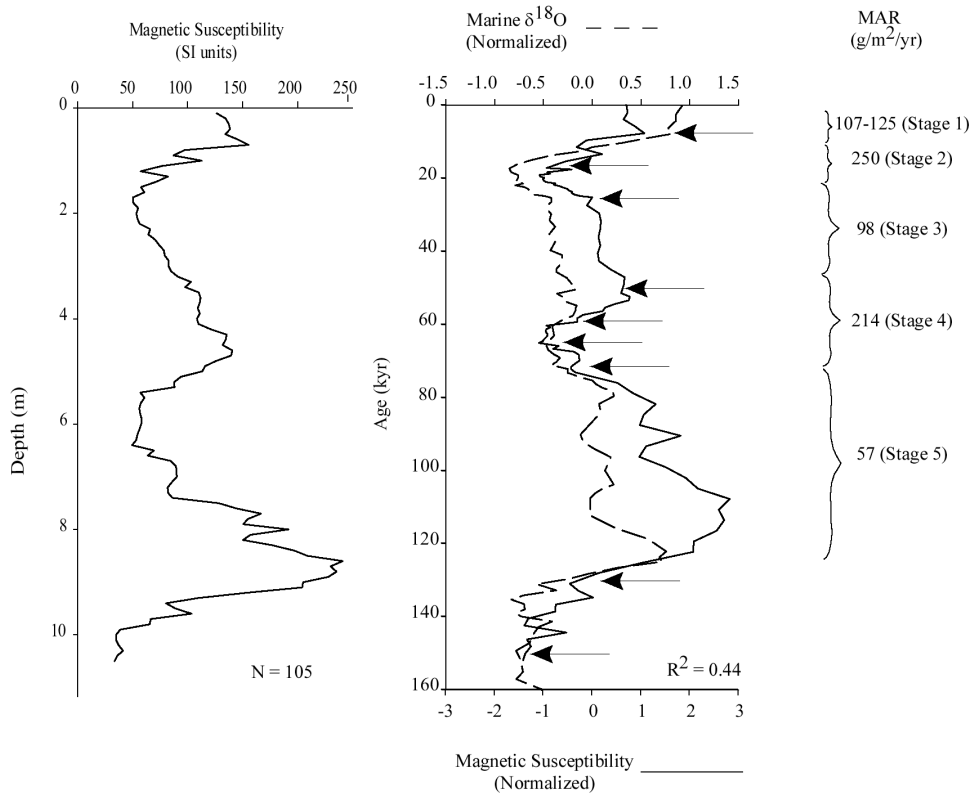 Magnetic Susceptibility
(SI units)
0 50 100 150 200 250
0
2
4
6
8
10
Depth (m)
N = 105
Marine δ18O
(Normalized)
-1.5 -1.0 -0.5 0.0 0.5 1.0 1.5
0
20
40
60
80
100
120
140
160
Age (kyr)
R2 = 0.44
-3 -2 -1 0 1 2 3
Magnetic Susceptibility
(Normalized)
MAR
(g/m2/yr)
107-125 (Stage 1)
250 (Stage 2)
98 (Stage 3)
214 (Stage 4)
57 (Stage 5)